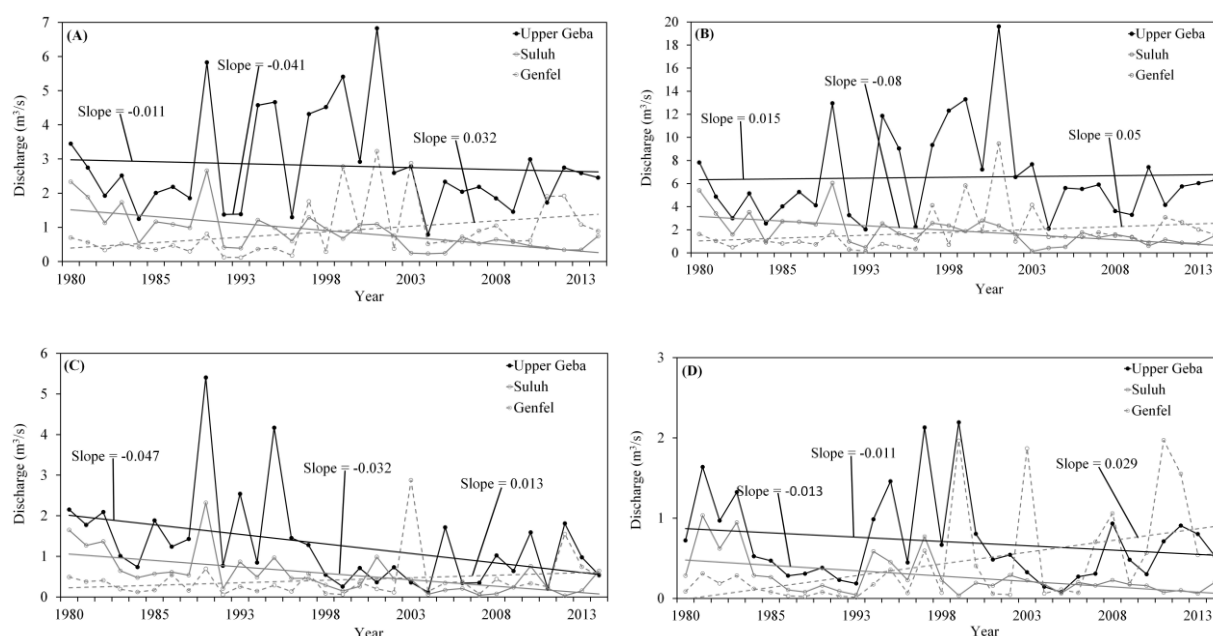 (A)
Upper Geba
Suluh
Genfel
Slope = -0.011
Slope = -0.041
Slope = 0.032
Discharge (m³/s)
7
6
5
4
3
2
1
0
1980 1985 1993 1998 2003 2008 2013
Year
(B)
Upper Geba
Suluh
Genfel
Slope = 0.015
Slope = -0.08
Slope = 0.05
Discharge (m³/s)
20
18
16
14
12
10
8
6
4
2
0
1980 1985 1993 1998 2003 2008 2013
Year
(C)
Upper Geba
Suluh
Genfel
Slope = -0.047
Slope = -0.032
Slope = 0.013
Discharge (m³/s)
6
5
4
3
2
1
0
1980 1985 1993 1998 2003 2008 2013
Year
(D)
Upper Geba
Suluh
Genfel
Slope = -0.013
Slope = -0.011
Slope = 0.029
Discharge (m³/s)
3
2
1
0
1980 1985 1993 1998 2003 2008 2013
Year